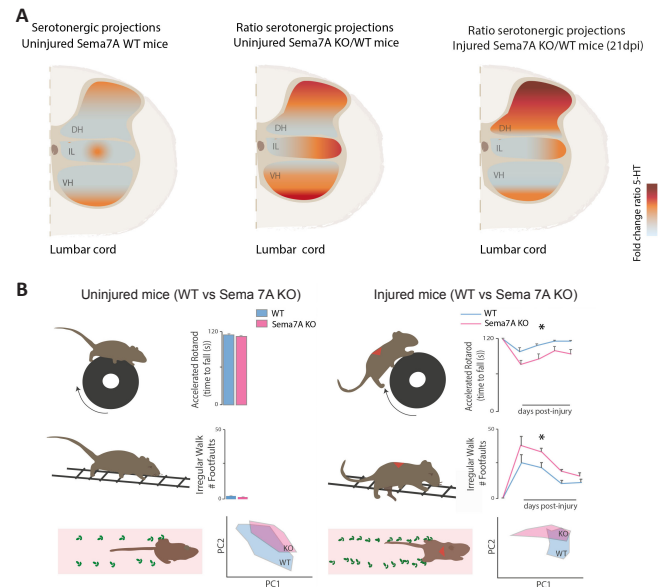 A
Serotonergic projections
Uninjured Sema7A WT mice
Ratio serotonergic projections
Uninjured Sema7A KO/WT mice
Ratio serotonergic projections
Injured Sema7A KO/WT mice (21dpi)
DH
IL
VH
Lumbar cord
DH
IL
VH
Lumbar cord
DH
IL
VH
Lumbar cord
Fold change ratio 5-HT
B
Uninjured mice (WT vs Sema 7A KO)
Injured mice (WT vs Sema 7A KO)
WT
Sema7A KO
120
0
Accelerated Rotarod
(time to fall (s))
WT
Sema7A KO
*
120
0
Accelerated Rotarod
(time to fall (s))
days post-injury
50
0
Irregular Walk
# Footfaults
50
0
*
Irregular Walk
# Footfaults
days post-injury
PC2
KO
WT
PC1
PC2
KO
WT
PC1